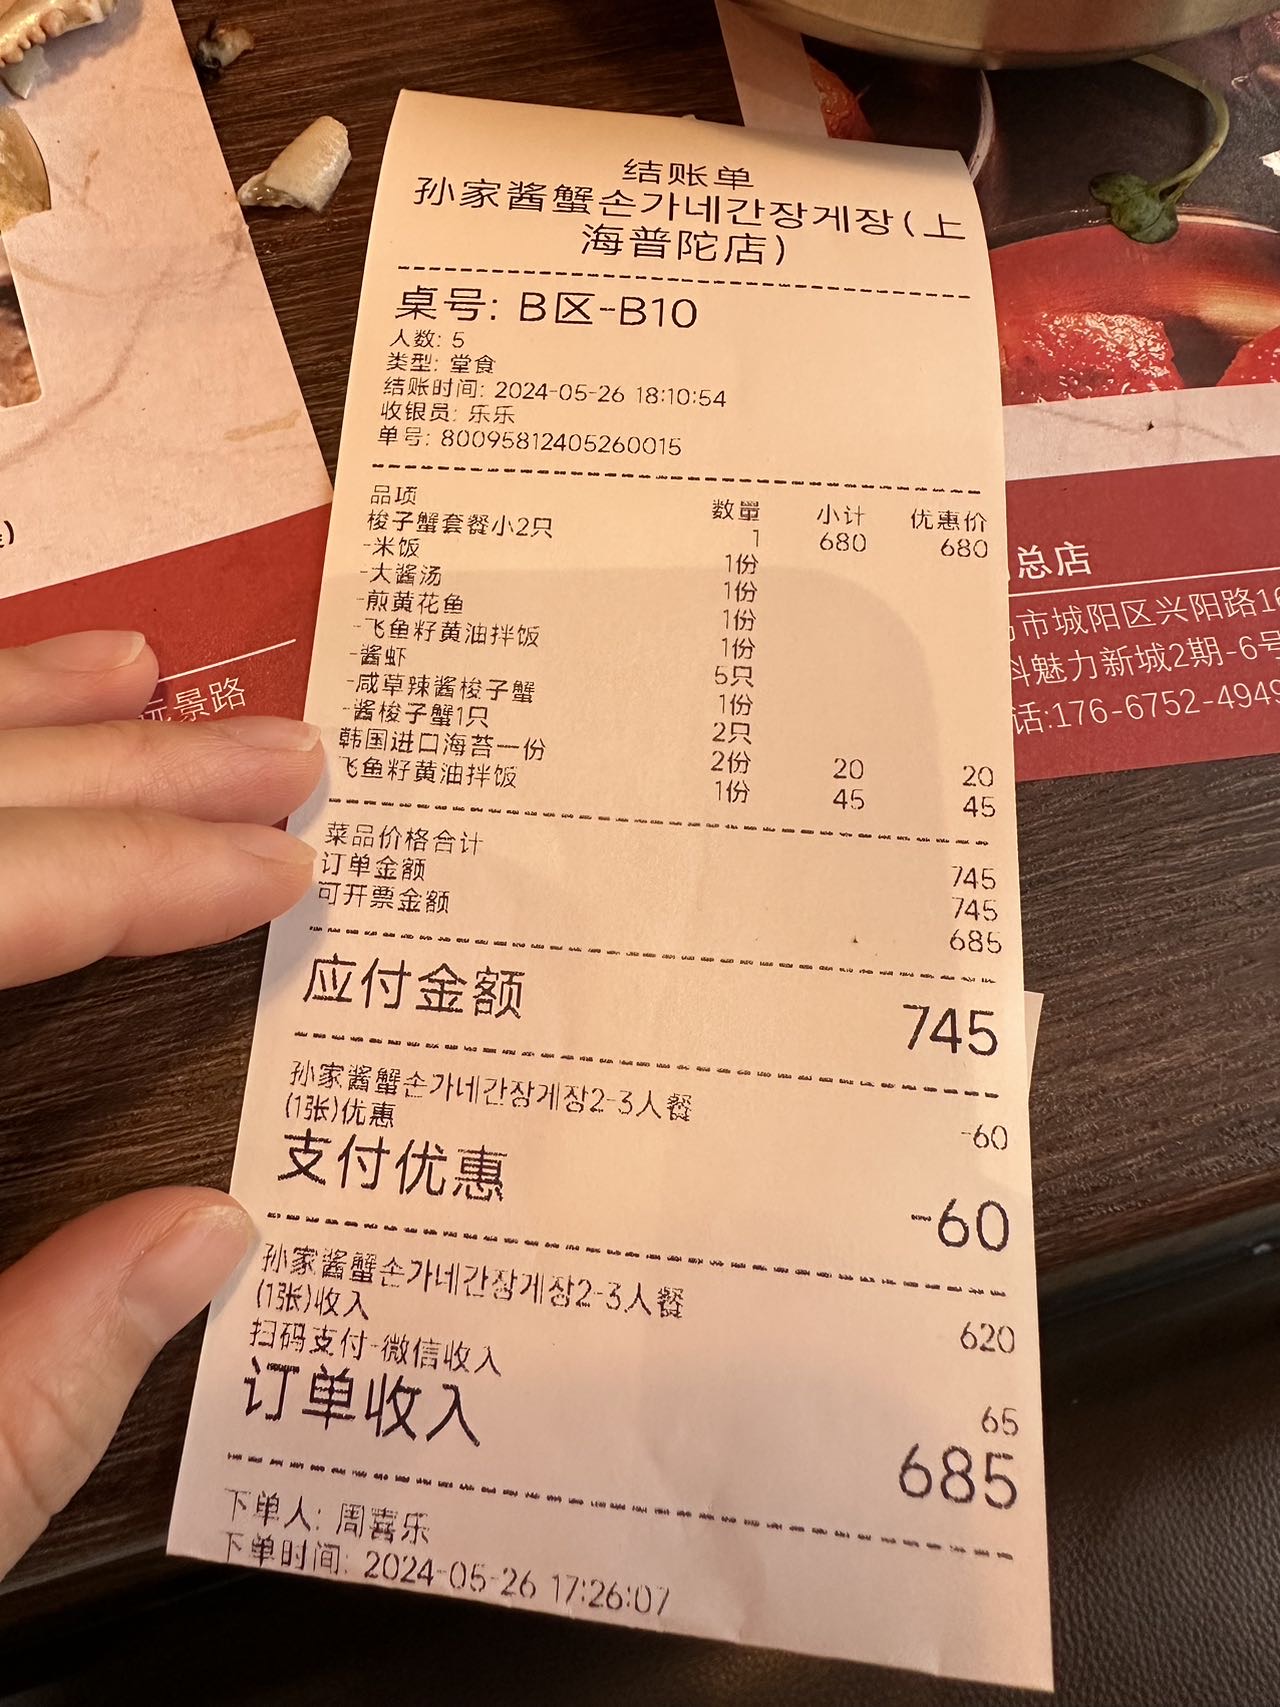 结账单
孙家酱蟹손가네간장게장(上
海普陀店)
桌号: B区-B10
人数: 5
类型: 堂食
结账时间: 2024-05-26 18:10:54
收银员: 乐乐
单号: 80095812405260015
品项 数量 小计 优惠价
梭子蟹套餐小2只 1 680 680
-米饭 1份
-大酱汤 1份
-煎黄花鱼 1份
-飞鱼籽黄油拌饭 1份
-酱虾 5只
-咸草辣酱梭子蟹 1份
-酱梭子蟹1只 2只
韩国进口海苔一份 2份 20 20
飞鱼籽黄油拌饭 1份 45 45
菜品价格合计 745
订单金额 745
可开票金额 685
应付金额 745
孙家酱蟹손가네간장게장2-3人餐
(1张)优惠 -60
支付优惠 -60
孙家酱蟹손가네간장게장2-3人餐
(1张)收入 620
扫码支付-微信收入 65
订单收入 685
下单人: 周喜乐
下单时间: 2024-05-26 17:26:07
总店
市城阳区兴阳路16
魅力新城2期-6号
话:176-6752-4949
景路